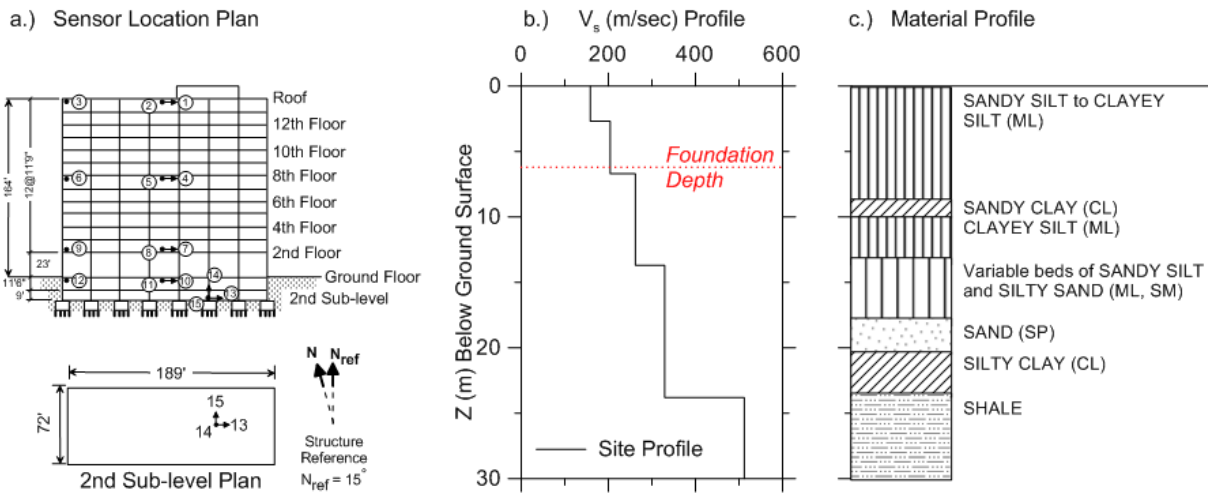 a.) Sensor Location Plan
3
2
1
Roof
12th Floor
10th Floor
6
5
4
8th Floor
6th Floor
4th Floor
9
8
7
2nd Floor
164'
12@11'9"
23'
Ground Floor
14
12
11
10
11'6"
13
9'
15
2nd Sub-level
189'
72'
15
14
13
2nd Sub-level Plan
N
Nref
Structure
Reference
Nref = 15°
b.) Vs (m/sec) Profile
0 200 400 600
0
10
20
30
Z (m) Below Ground Surface
Foundation
Depth
Site Profile
c.) Material Profile
SANDY SILT to CLAYEY
SILT (ML)
SANDY CLAY (CL)
CLAYEY SILT (ML)
Variable beds of SANDY SILT
and SILTY SAND (ML, SM)
SAND (SP)
SILTY CLAY (CL)
SHALE